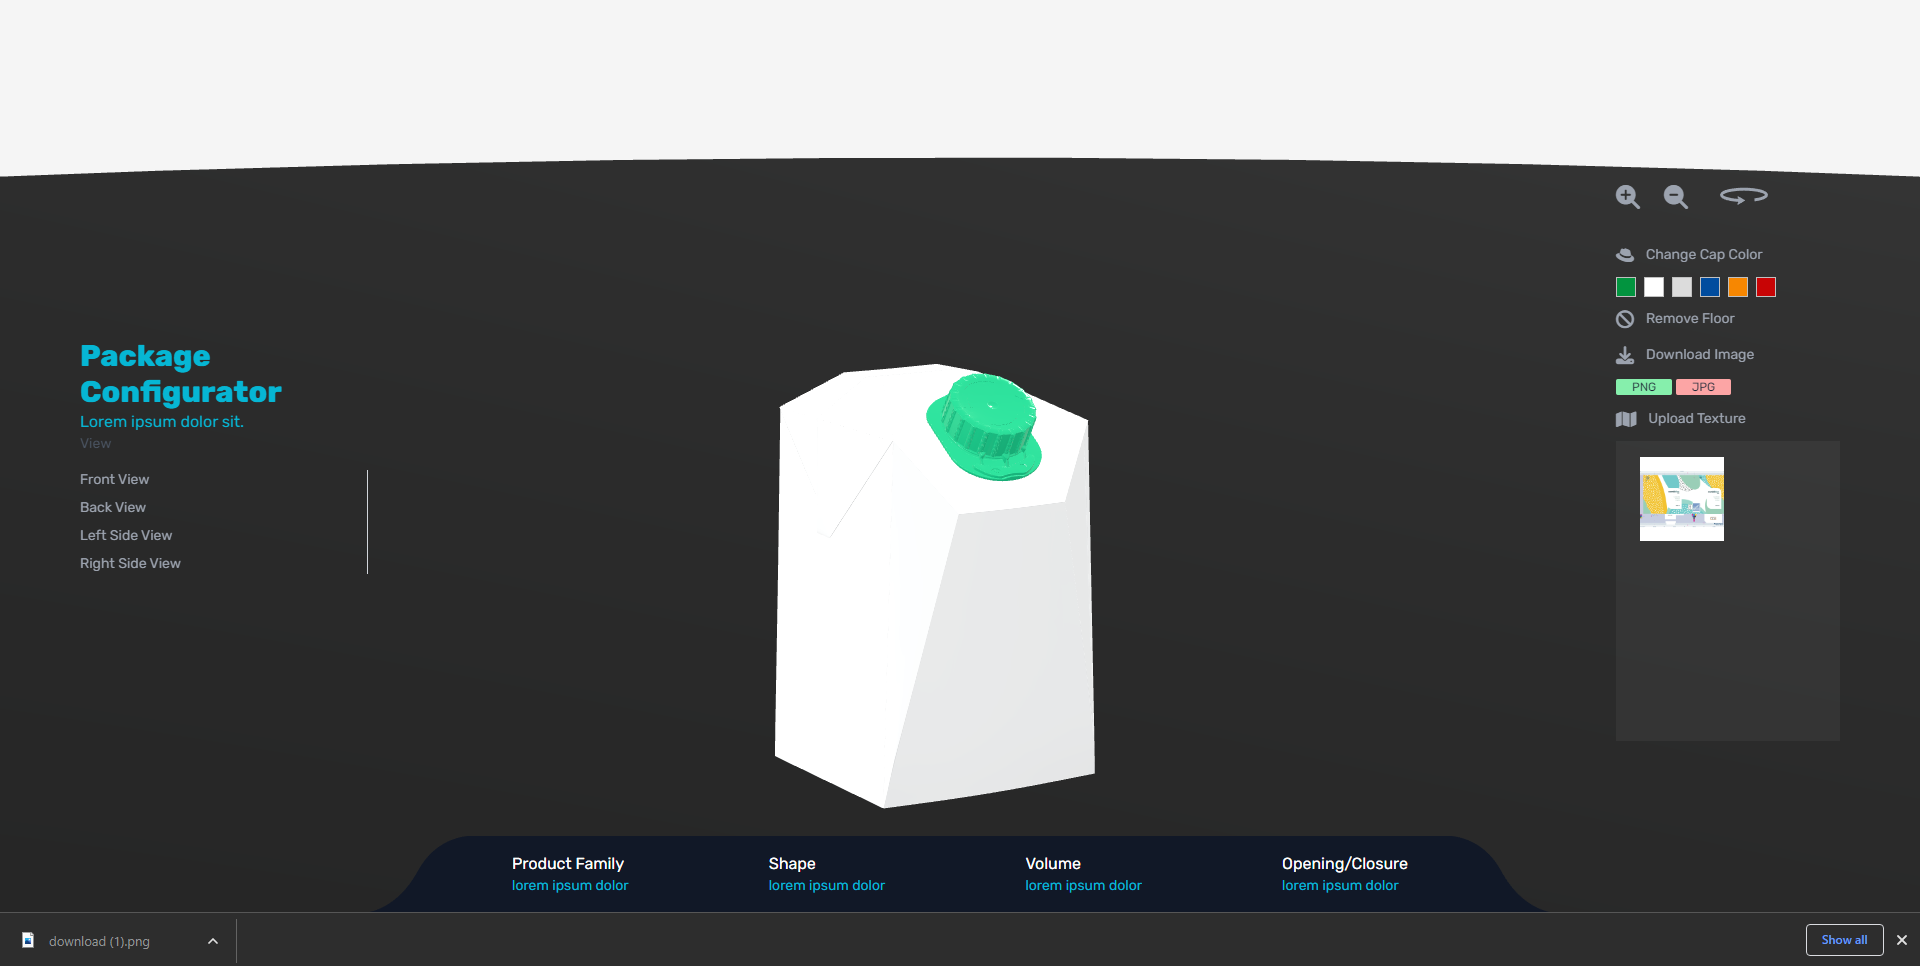 Package
Configurator
Lorem ipsum dolor sit.
View
Front View
Back View
Left Side View
Right Side View
Change Cap Color
Remove Floor
Download Image
PNG JPG
Upload Texture
Product Family
lorem ipsum dolor
Shape
lorem ipsum dolor
Volume
lorem ipsum dolor
Opening/Closure
lorem ipsum dolor
download (1).png
Show all